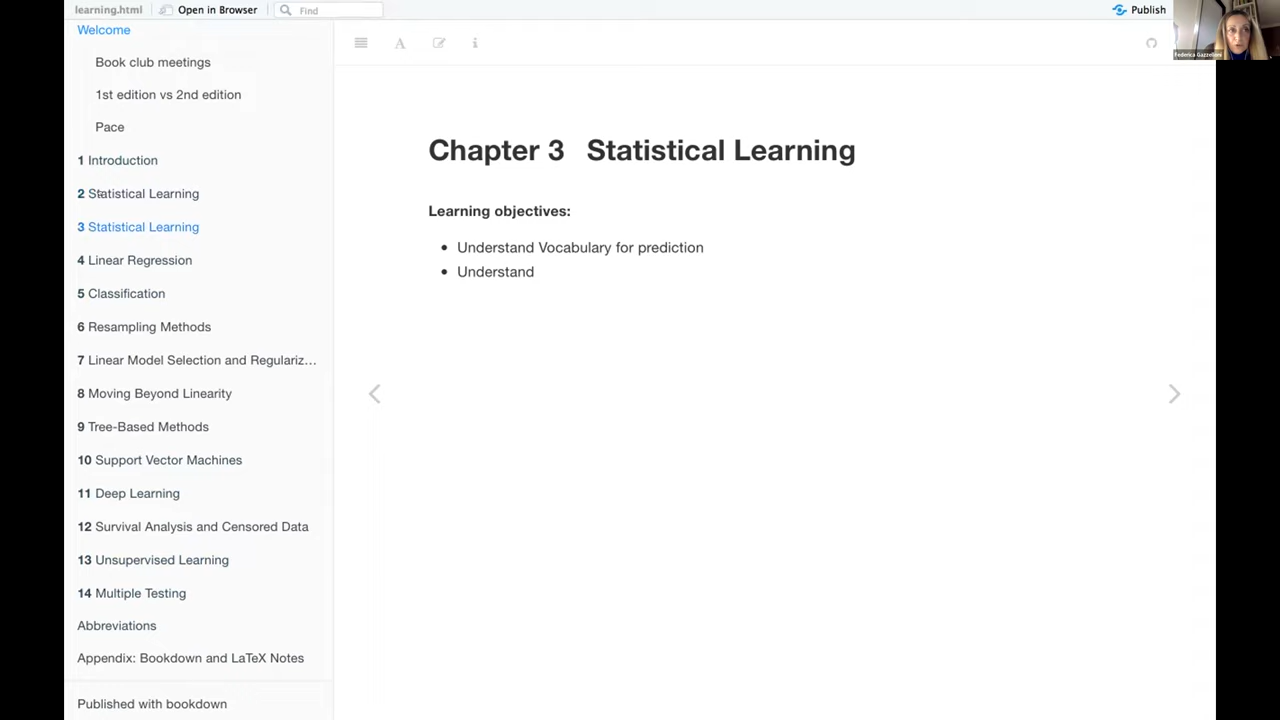 learning.html
Open in Browser
Find
Publish
Federica Gazzelloni
Welcome
Book club meetings
1st edition vs 2nd edition
Pace
1 Introduction
2 Statistical Learning
3 Statistical Learning
4 Linear Regression
5 Classification
6 Resampling Methods
7 Linear Model Selection and Regulariz...
8 Moving Beyond Linearity
9 Tree-Based Methods
10 Support Vector Machines
11 Deep Learning
12 Survival Analysis and Censored Data
13 Unsupervised Learning
14 Multiple Testing
Abbreviations
Appendix: Bookdown and LaTeX Notes
Published with bookdown
A
i
Chapter 3 Statistical Learning
Learning objectives:
• Understand Vocabulary for prediction
• Understand